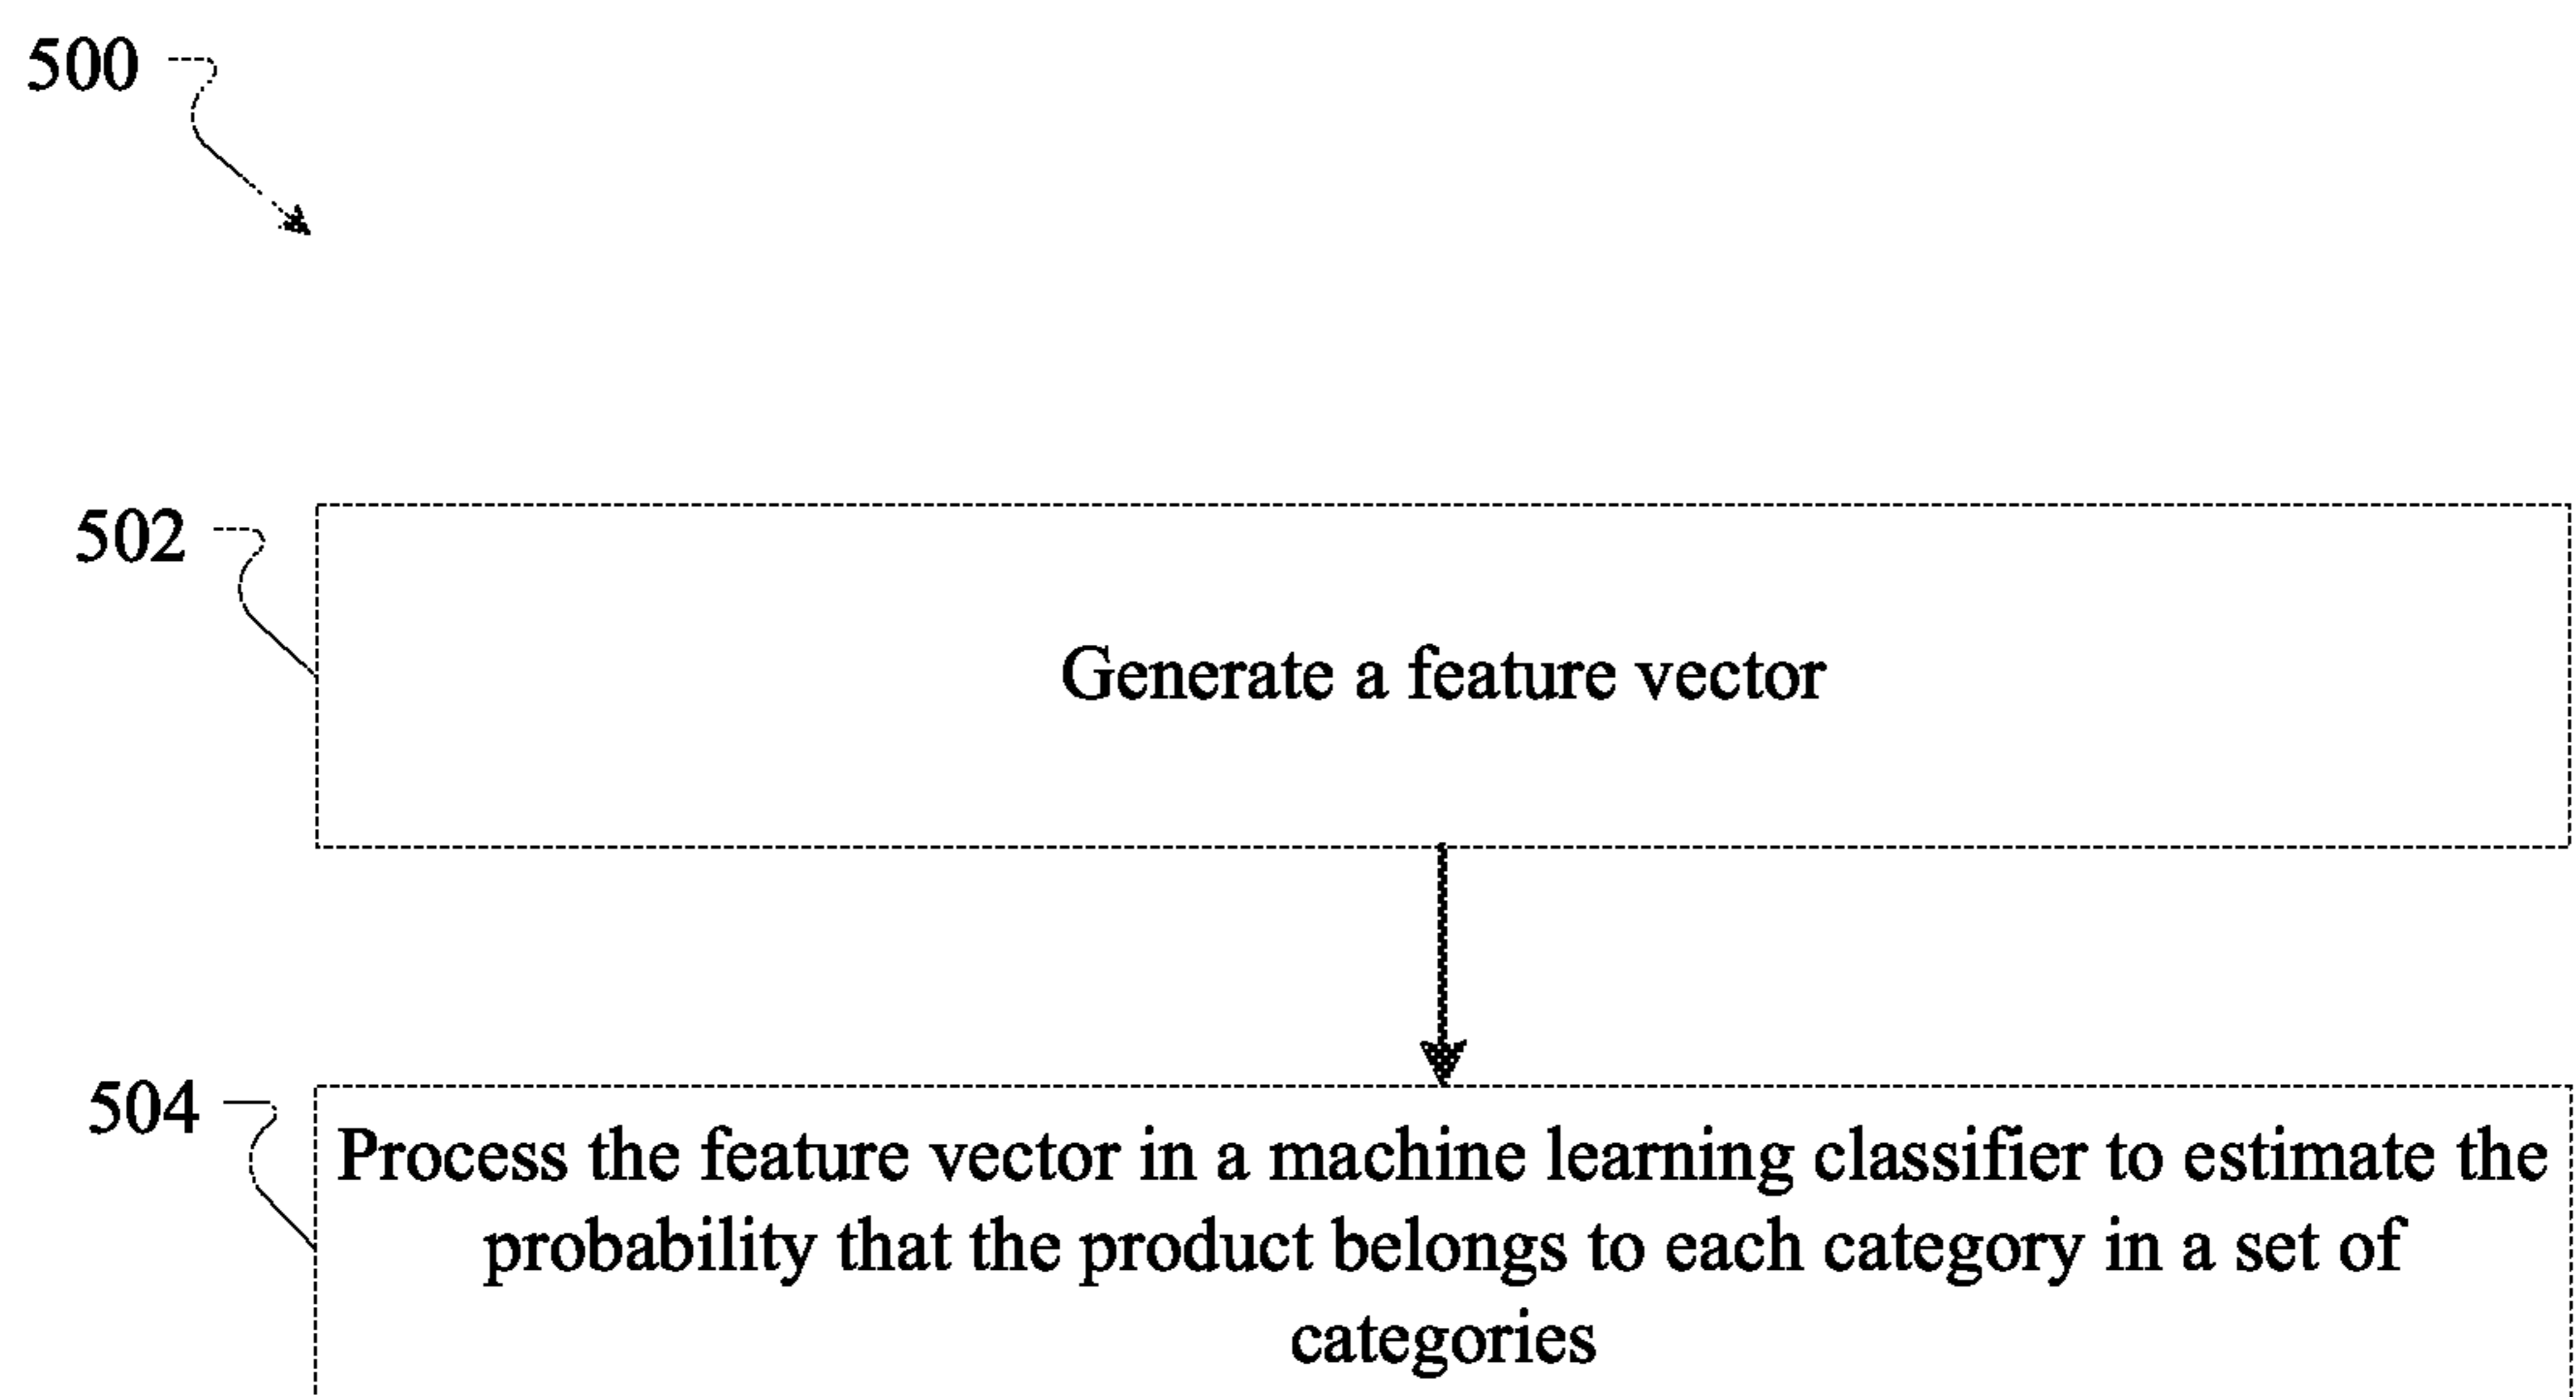 500
502
Generate a feature vector
504
Process the feature vector in a machine learning classifier to estimate the
probability that the product belongs to each category in a set of
categories